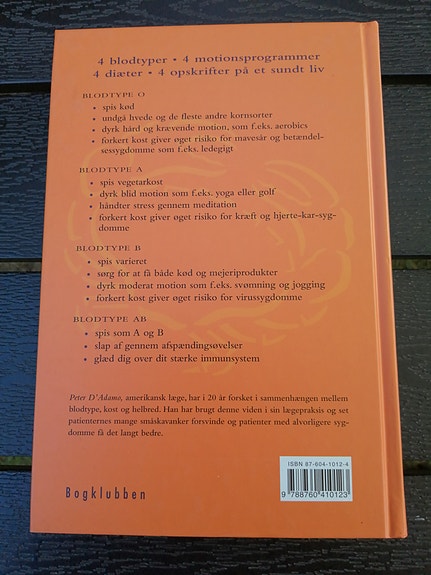 4 blodtyper • 4 motionsprogrammer
4 diæter • 4 opskrifter på et sundt liv
BLODTYPE O
• spis kød
• undgå hvede og de fleste andre kornsorter
• dyrk hård og krævende motion, som f.eks. aerobics
• forkert kost giver øget risiko for mavesår og betændel-
sessygdomme som f.eks. ledegigt
BLODTYPE A
• spis vegetarkost
• dyrk blid motion som f.eks. yoga eller golf
• håndter stress gennem meditation
• forkert kost giver øget risiko for kræft og hjerte-kar-syg-
domme
BLODTYPE B
• spis varieret
• sørg for at få både kød og mejeriprodukter
• dyrk moderat motion som f.eks. svømning og jogging
• forkert kost giver øget risiko for virussygdomme
BLODTYPE AB
• spis som A og B
• slap af gennem afspændingsøvelser
• glæd dig over dit stærke immunsystem
Peter D'Adamo, amerikansk læge, har i 20 år forsket i sammenhængen mellem
blodtype, kost og helbred. Han har brugt denne viden i sin lægepraksis og set
patienternes mange småskavanker forsvinde og patienter med alvorligere syg-
domme få det langt bedre.
ISBN 87-604-1012-4
9 788760 410123
Bogklubben